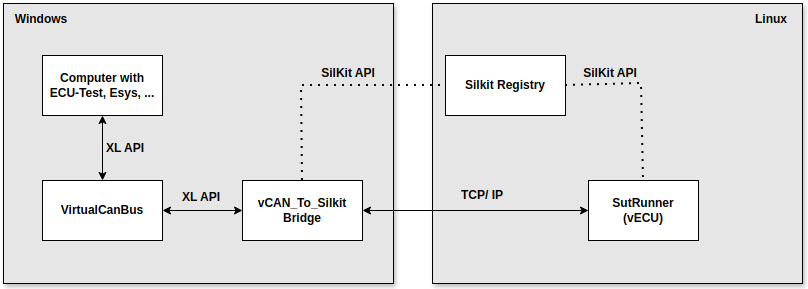 Windows
Linux
Computer with
ECU-Test, Esys, ...
SilKit API
Silkit Registry
SilKit API
XL API
VirtualCanBus
XL API
vCAN_To_Silkit
Bridge
TCP/ IP
SutRunner
(vECU)